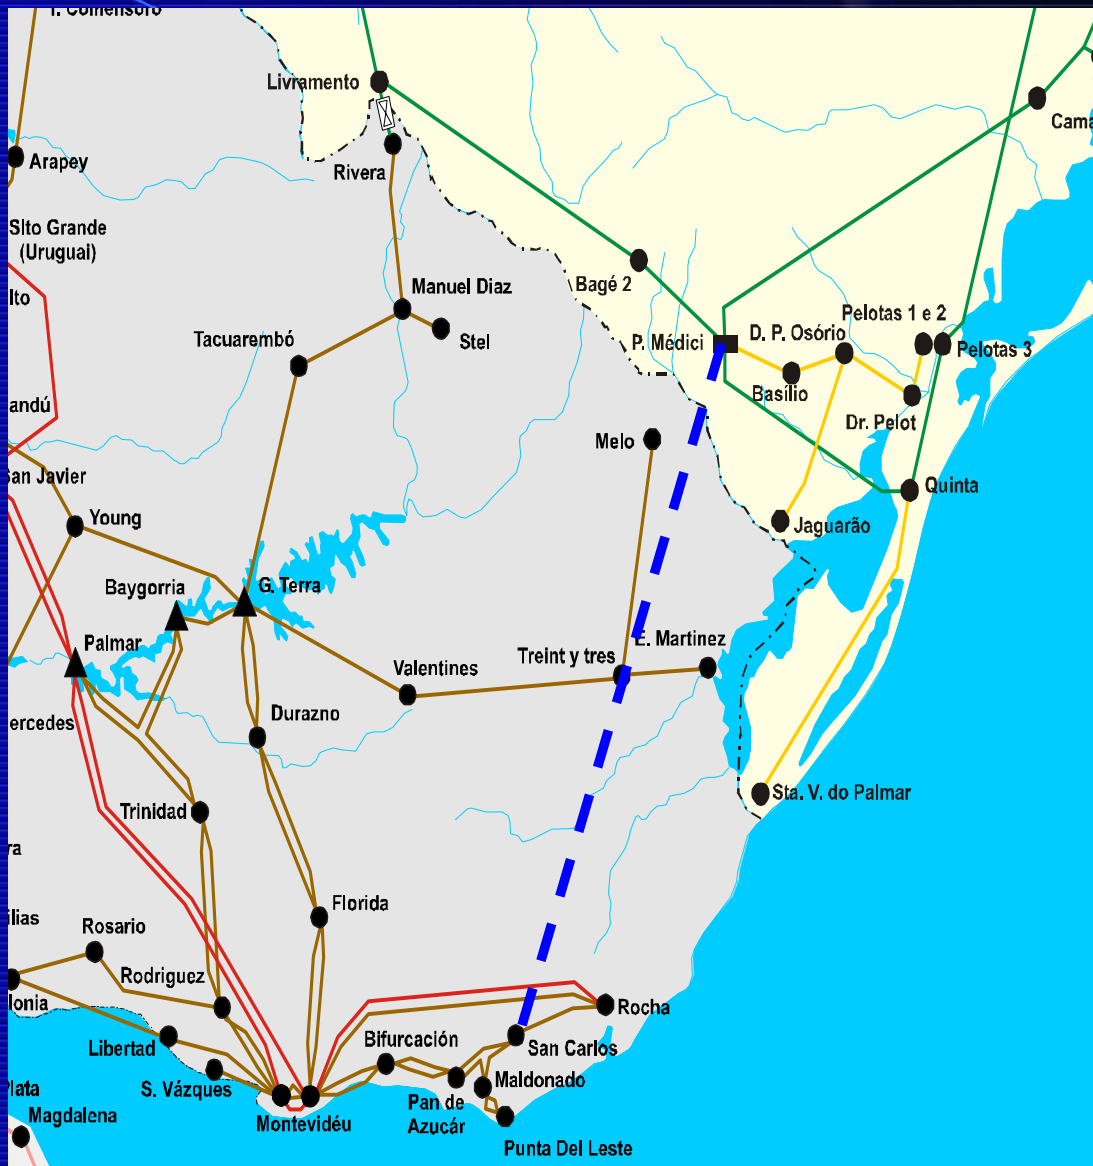 T. Comensoro
Livramento
Cama
Arapey
Rivera
Slto Grande
(Uruguai)
lto
Bagé 2
Manuel Diaz
Pelotas 1 e 2
Tacuarembó
Stel
P. Médici
D. P. Osório
Pelotas 3
Basílio
andú
Melo
Dr. Pelot
San Javier
Quinta
Young
Jaguarão
Baygorria
G. Terra
Palmar
Treint y tres
E. Martinez
Valentines
ercedes
Durazno
Trinidad
Sta. V. do Palmar
ra
ilias
Rosario
Florida
Rodriguez
lonia
Rocha
Libertad
Bifurcación
San Carlos
S. Vázques
Maldonado
Plata
Magdalena
Montevidéu
Pan de
Azucár
Punta Del Leste